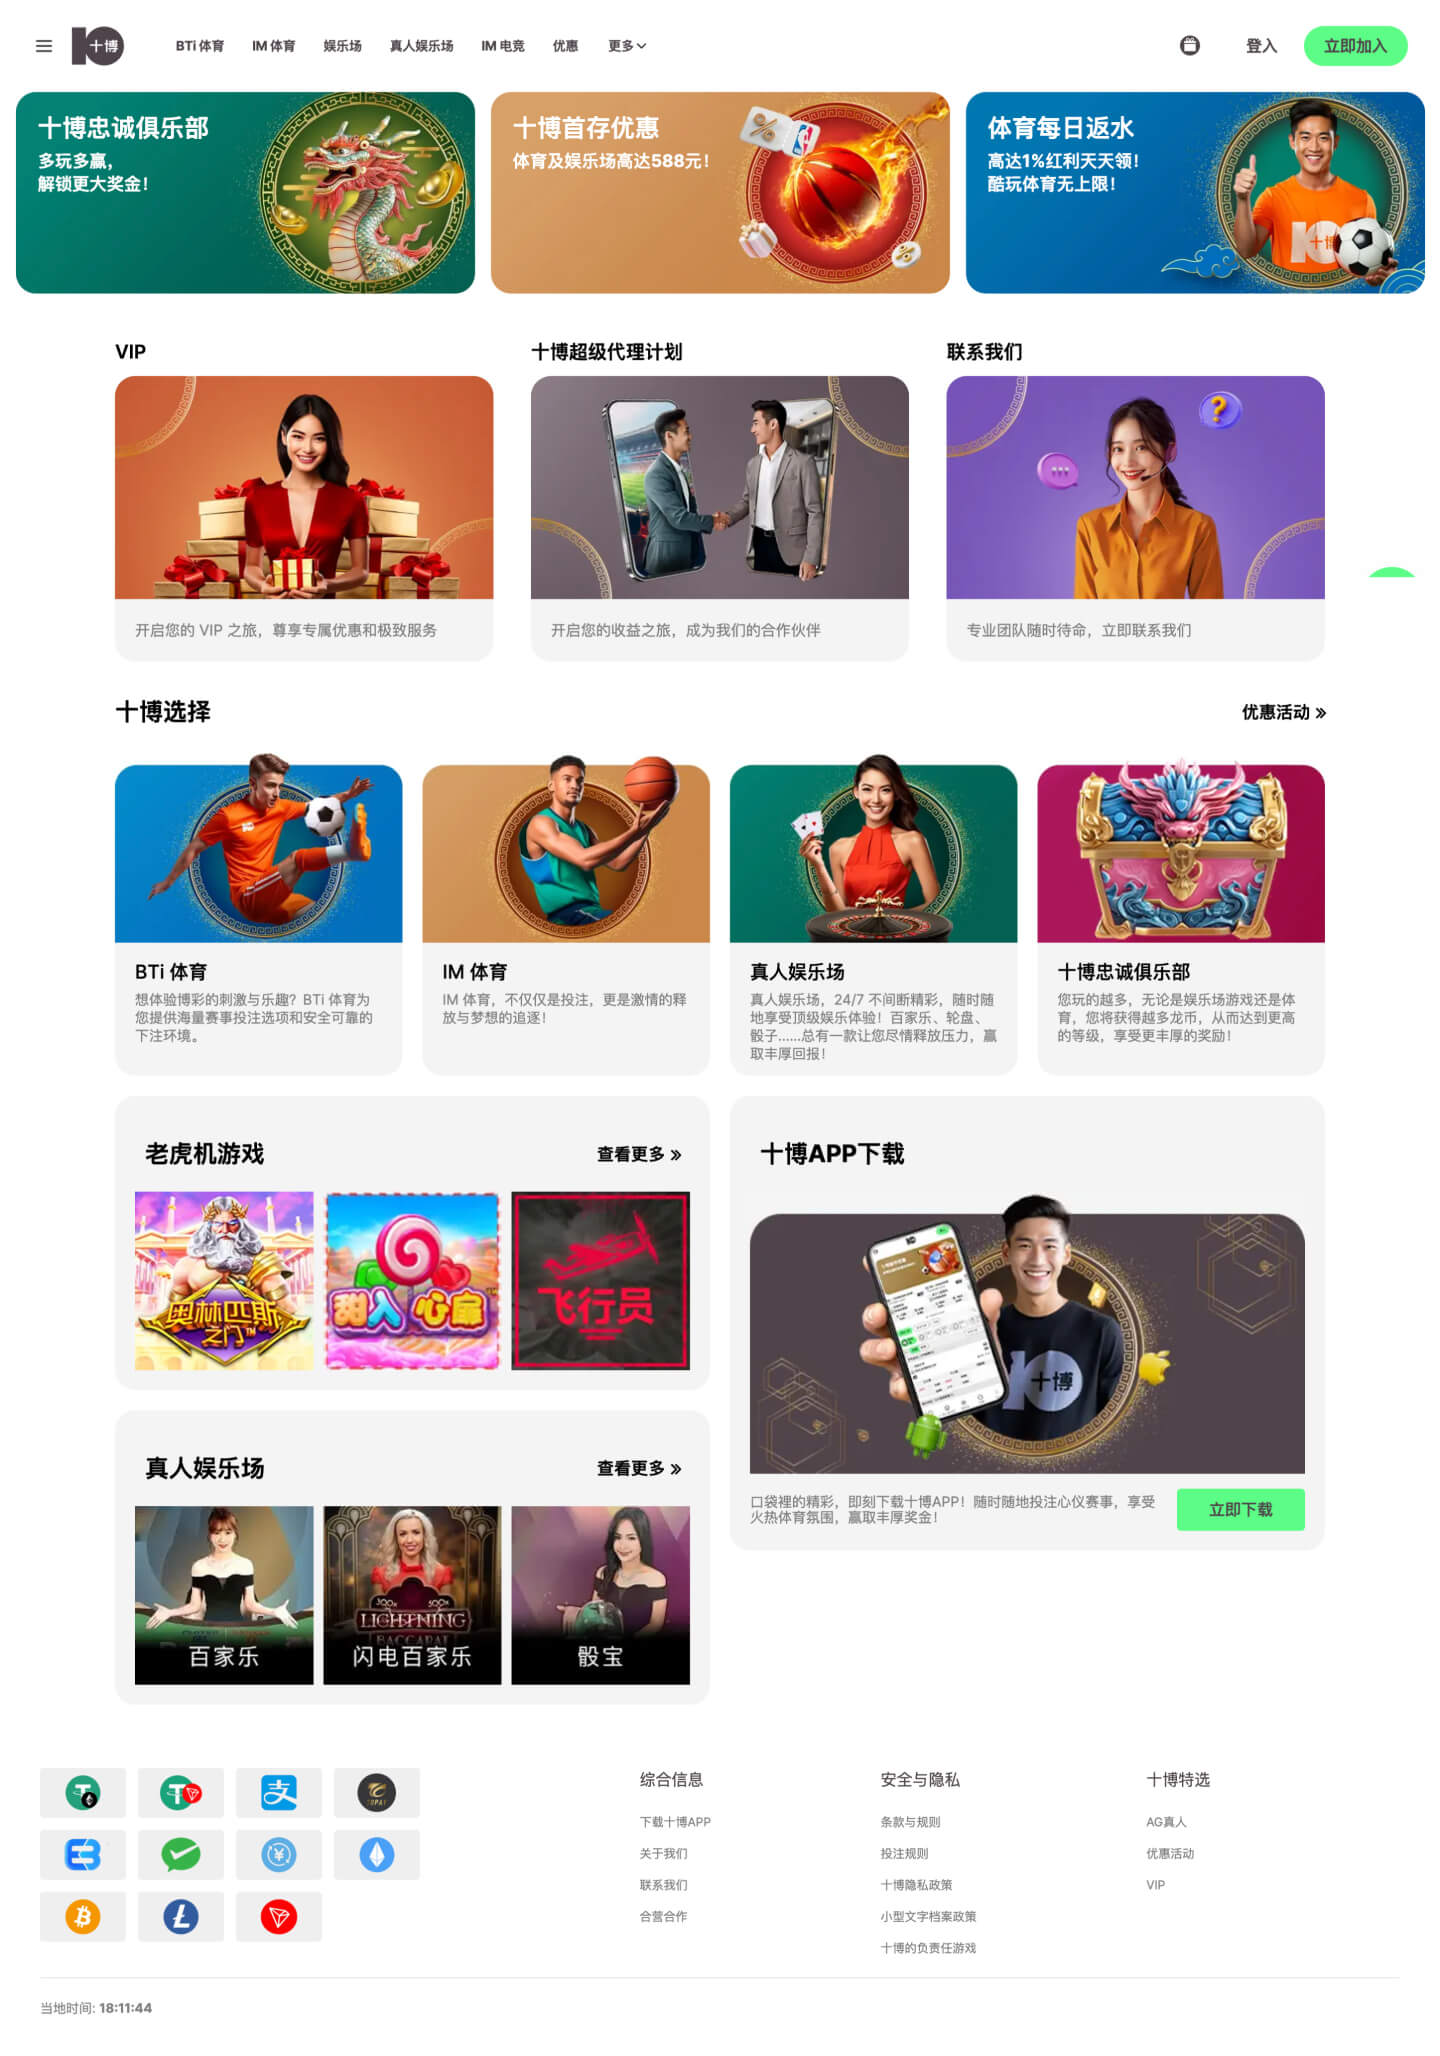 十博
BTi 体育
IM 体育
娱乐场
真人娱乐场
IM 电竞
优惠
更多
登入
立即加入
十博忠诚俱乐部
多玩多赢，
解锁更大奖金！
十博首存优惠
体育及娱乐场高达588元！
体育每日返水
高达1%红利天天领！
酷玩体育无上限！
VIP
十博超级代理计划
联系我们
开启您的 VIP 之旅，尊享专属优惠和极致服务
开启您的收益之旅，成为我们的合作伙伴
专业团队随时待命，立即联系我们
十博选择
优惠活动
BTi 体育
想体验博彩的刺激与乐趣？BTi 体育为
您提供海量赛事投注选项和安全可靠的
下注环境。
IM 体育
IM 体育，不仅仅是投注，更是激情的释
放与梦想的追逐！
真人娱乐场
真人娱乐场，24/7 不间断精彩，随时随
地享受顶级娱乐体验！百家乐、轮盘、
骰子......总有一款让您尽情释放压力，赢
取丰厚回报！
十博忠诚俱乐部
您玩的越多，无论是娱乐场游戏还是体
育，您将获得越多龙币，从而达到更高
的等级，享受更丰厚的奖励！
老虎机游戏
查看更多
奥林匹斯
之门™
甜入心扉
飞行员
十博APP下载
十博
口袋裡的精彩，即刻下载十博APP！随时随地投注心仪赛事，享受
火热体育氛围，赢取丰厚奖金！
立即下载
真人娱乐场
查看更多
百家乐
300x 500x
LIGHTNING
BACCARAT
闪电百家乐
骰宝
综合信息
下载十博APP
关于我们
联系我们
合营合作
安全与隐私
条款与规则
投注规则
十博隐私政策
小型文字档案政策
十博的负责任游戏
十博特选
AG真人
优惠活动
VIP
当地时间: 18:11:44